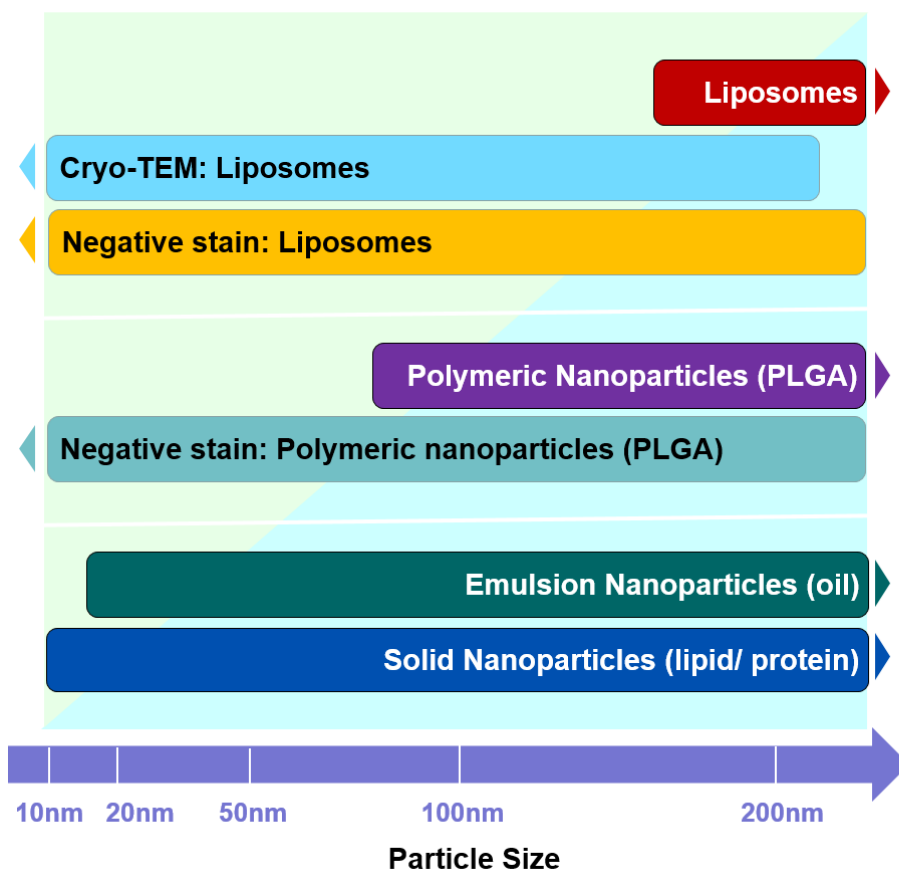 Liposomes
Cryo-TEM: Liposomes
Negative stain: Liposomes
Polymeric Nanoparticles (PLGA)
Negative stain: Polymeric nanoparticles (PLGA)
Emulsion Nanoparticles (oil)
Solid Nanoparticles (lipid/ protein)
10nm 20nm 50nm 100nm 200nm
Particle Size